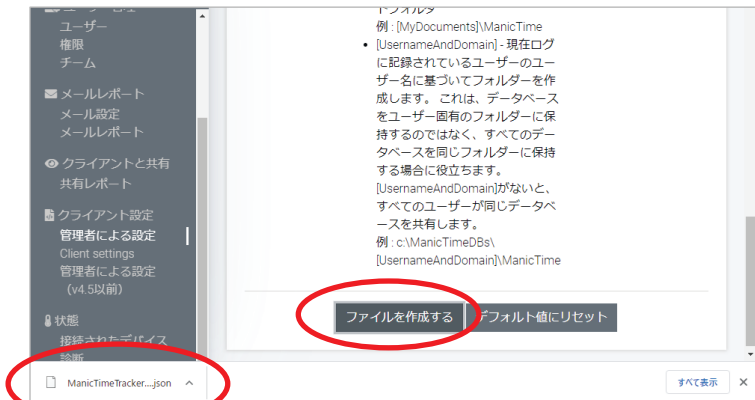 ユーザー
権限
チーム
メールレポート
メール設定
メールレポート
クライアントと共有
共有レポート
クライアント設定
管理者による設定
Client settings
管理者による設定
（v4.5以前）
状態
接続されたデバイス
診断
トフォルダ
例 : [MyDocuments]\ManicTime
• [UsernameAndDomain] - 現在ログ
に記録されているユーザーのユー
ザー名に基づいてフォルダーを作
成します。 これは、データベース
をユーザー固有のフォルダーに保
持するのではなく、すべてのデー
タベースを同じフォルダーに保持
する場合に役立ちます。
[UsernameAndDomain]がないと、
すべてのユーザーが同じデータベ
ースを共有します。
例 : c:\ManicTimeDBs\
[UsernameAndDomain]\ManicTime
ファイルを作成する
デフォルト値にリセット
ManicTimeTracker....json
すべて表示